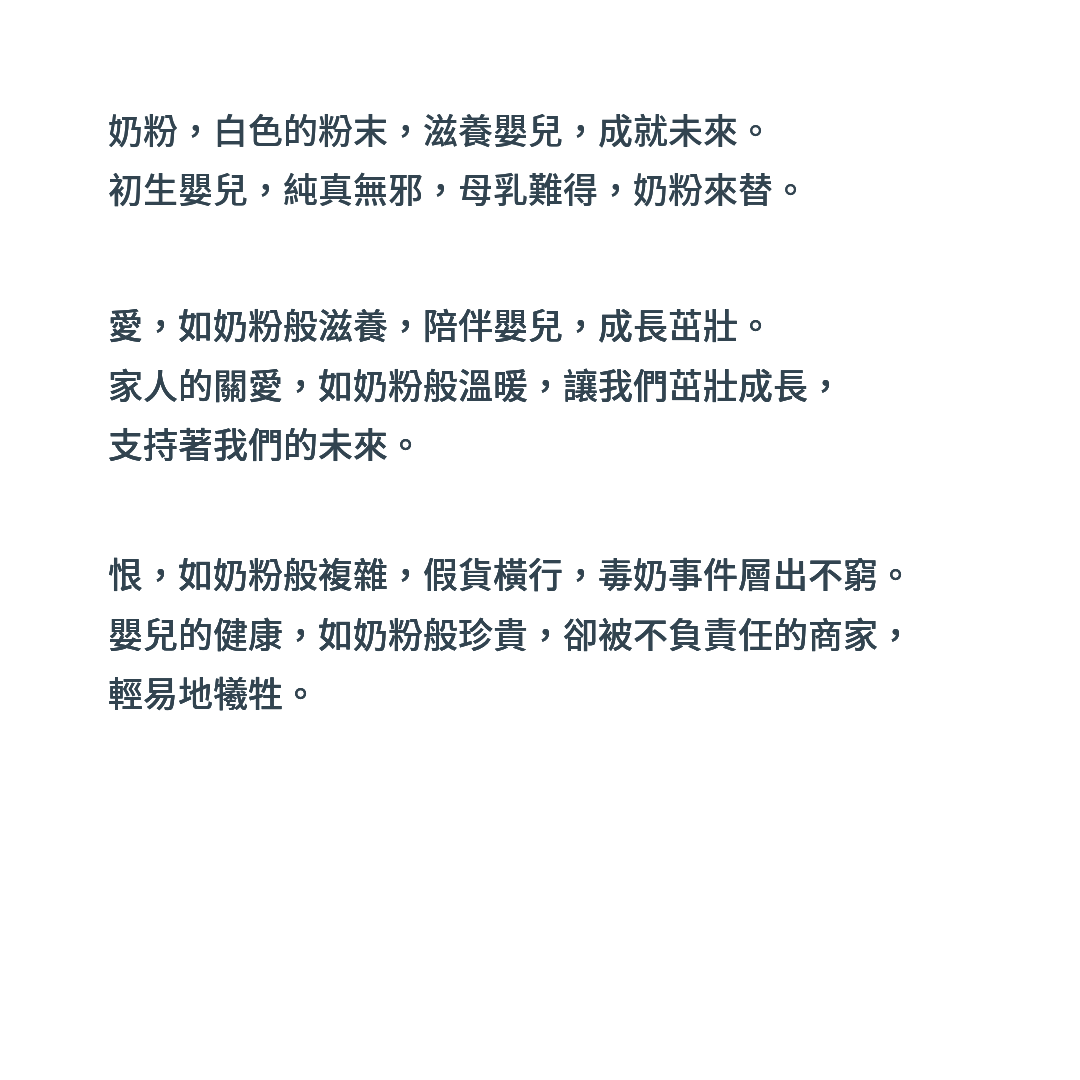 奶粉，白色的粉末，滋養嬰兒，成就未來。
初生嬰兒，純真無邪，母乳難得，奶粉來替。
愛，如奶粉般滋養，陪伴嬰兒，成長茁壯。
家人的關愛，如奶粉般溫暖，讓我們茁壯成長，
支持著我們的未來。
恨，如奶粉般複雜，假貨橫行，毒奶事件層出不窮。
嬰兒的健康，如奶粉般珍貴，卻被不負責任的商家，
輕易地犧牲。